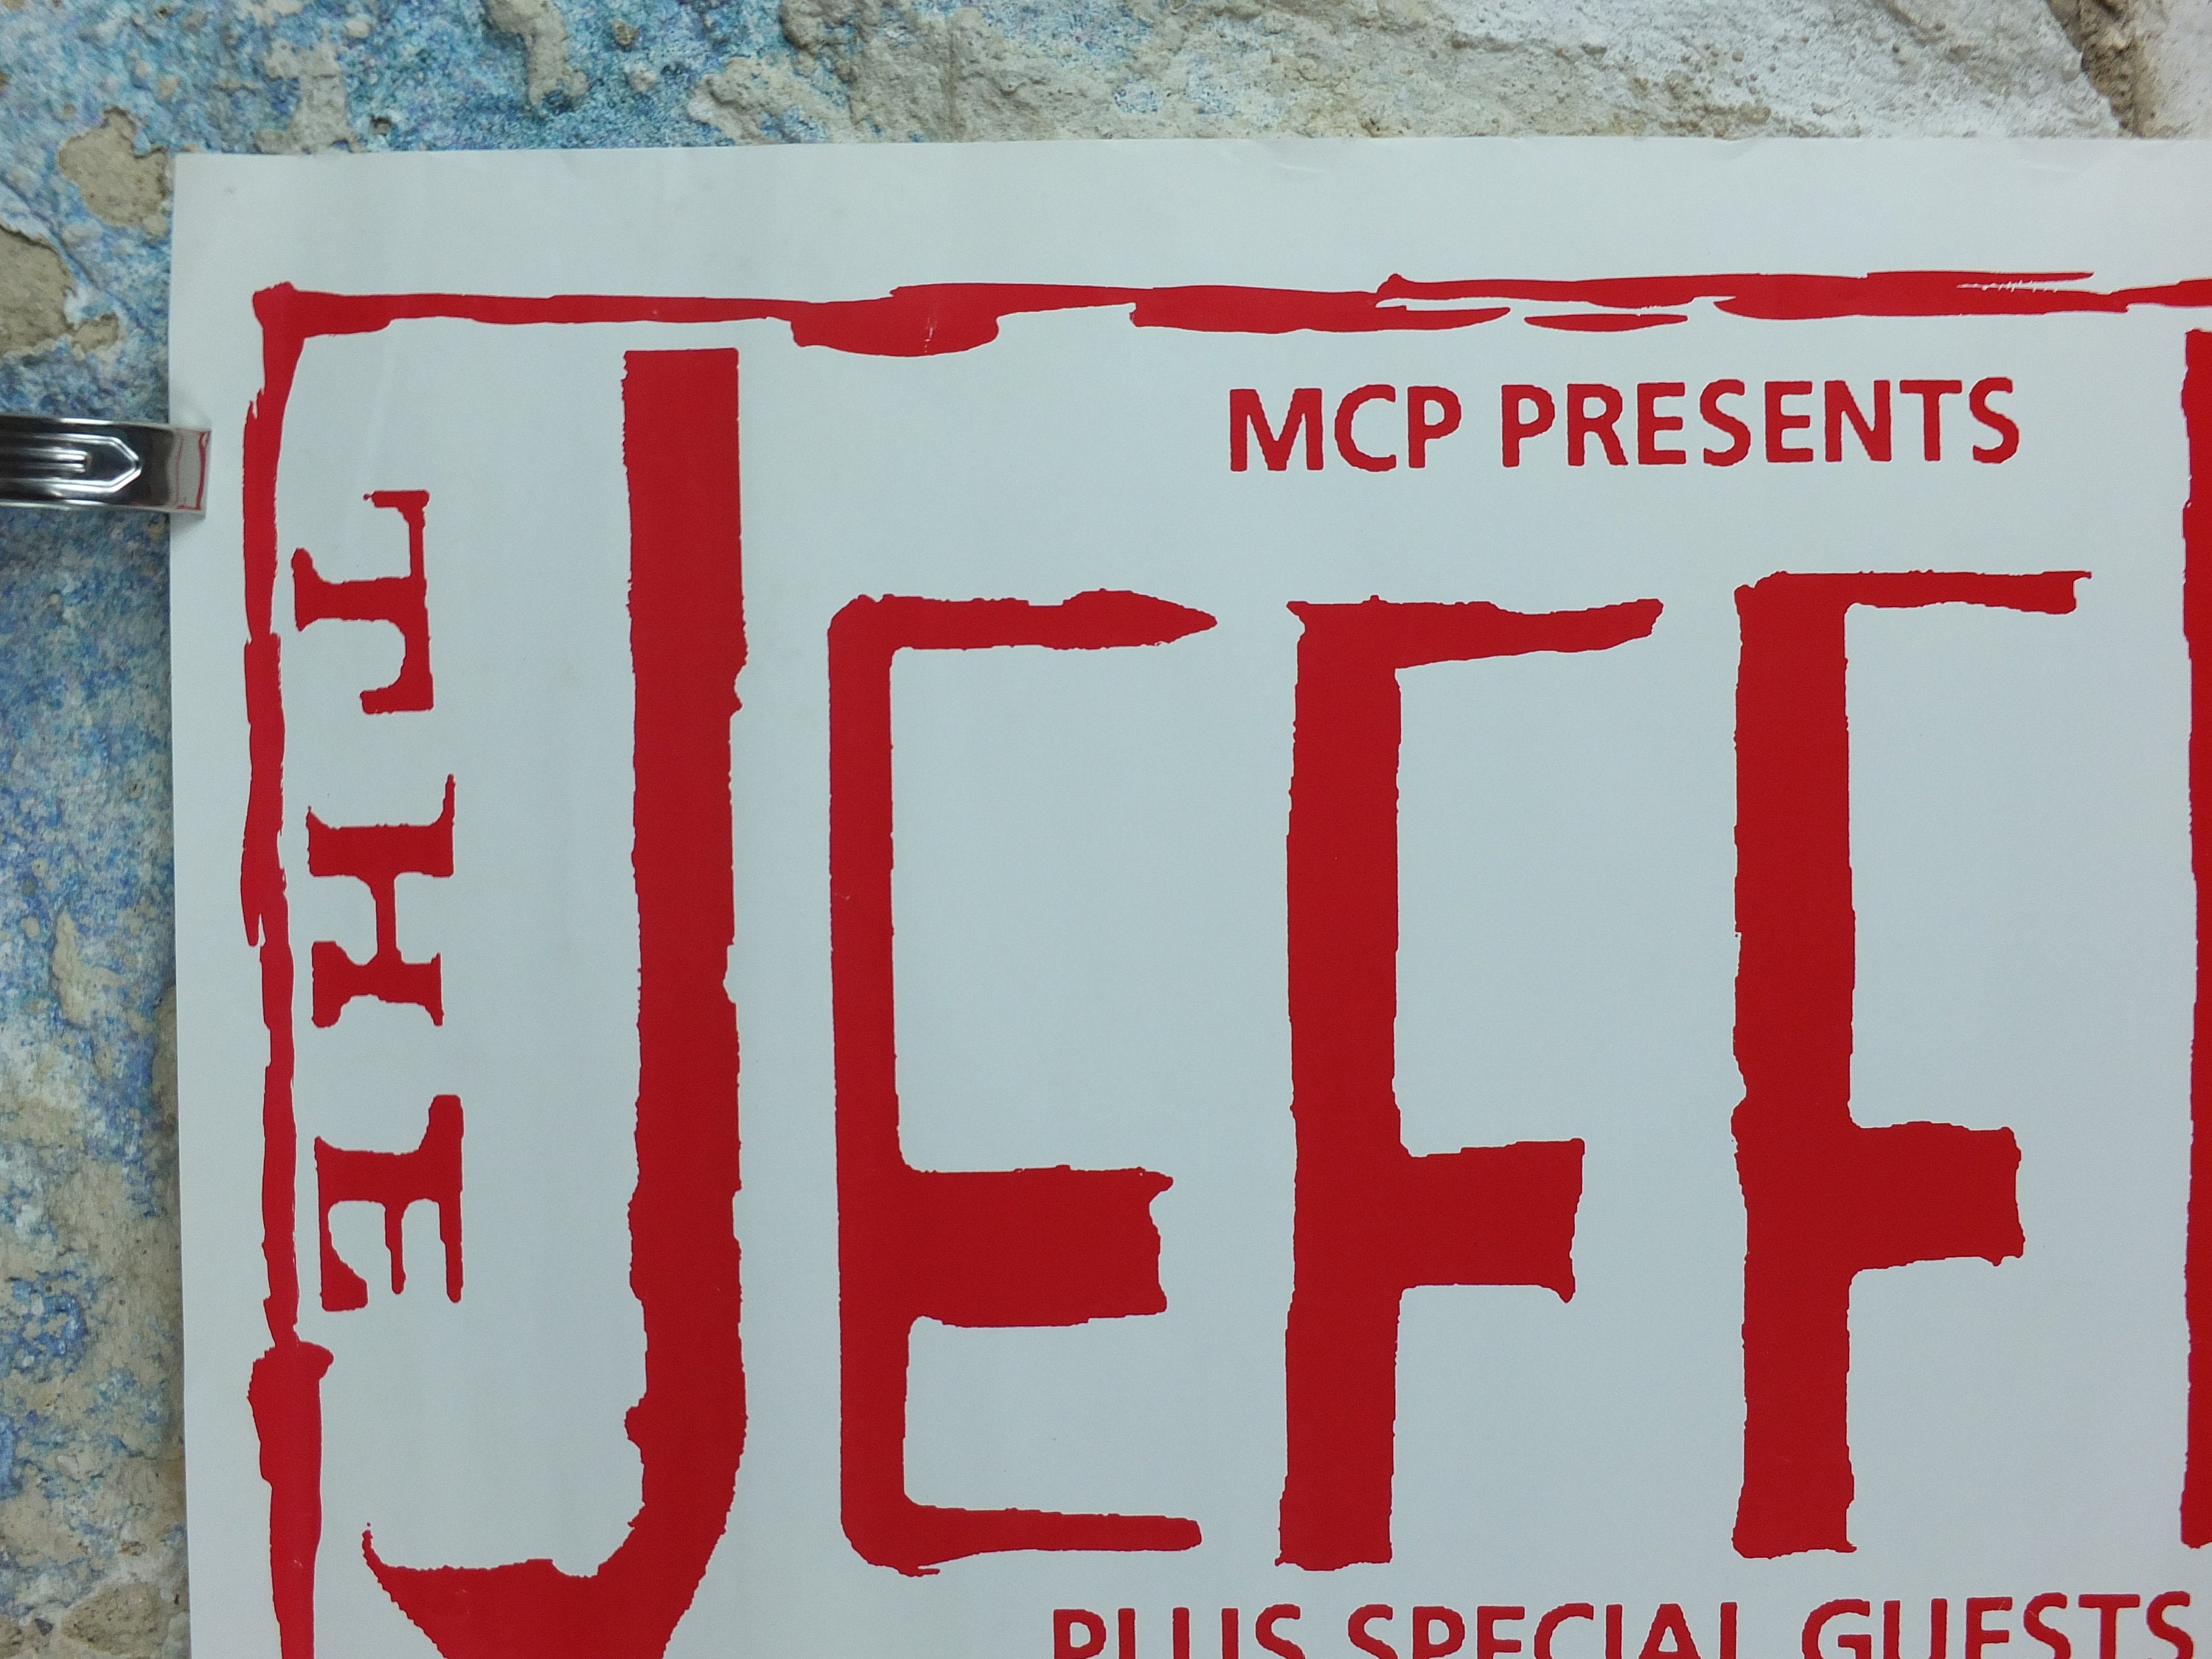 MCP PRESENTS
THE
JEFF
PLUS SPECIAL GUESTS